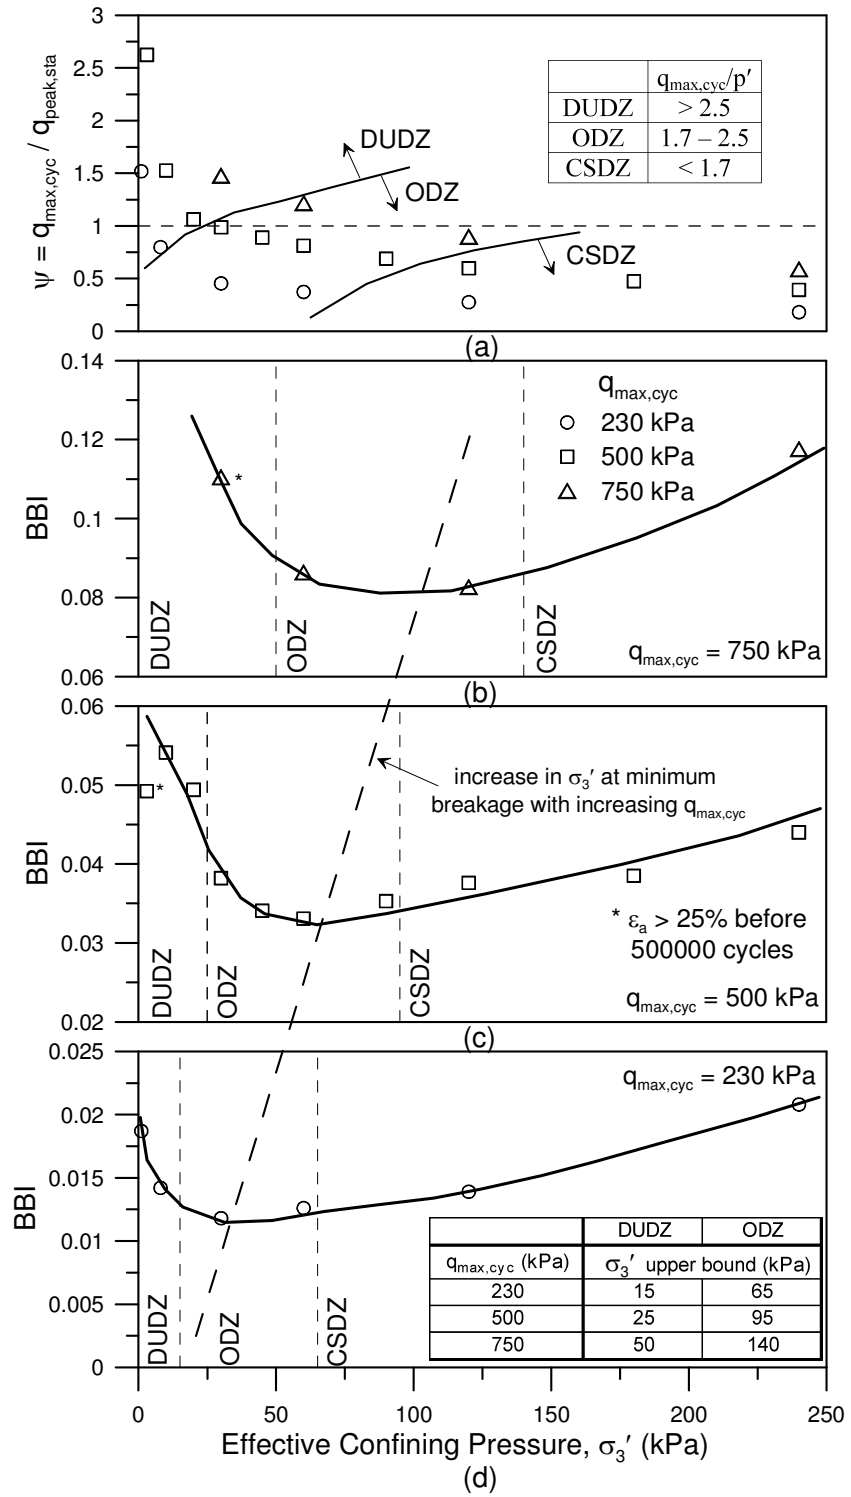 3
2.5
2
1.5
1
0.5
0
ψ = q_max,cyc / q_peak,sta
q_max,cyc/p′
DUDZ > 2.5
ODZ 1.7 – 2.5
CSDZ < 1.7
DUDZ
ODZ
CSDZ
(a)
0.14
0.12
0.1
0.08
0.06
BBI
q_max,cyc
230 kPa
500 kPa
750 kPa
*
DUDZ
ODZ
CSDZ
q_max,cyc = 750 kPa
(b)
0.06
0.05
0.04
0.03
0.02
BBI
*
increase in σ₃′ at minimum
breakage with increasing q_max,cyc
* ε_a > 25% before
500000 cycles
DUDZ
ODZ
CSDZ
q_max,cyc = 500 kPa
(c)
0.025
0.02
0.015
0.01
0.005
0
BBI
q_max,cyc = 230 kPa
DUDZ
ODZ
CSDZ
DUDZ ODZ
q_max,cyc (kPa) σ₃′ upper bound (kPa)
230 15 65
500 25 95
750 50 140
0 50 100 150 200 250
Effective Confining Pressure, σ₃′ (kPa)
(d)